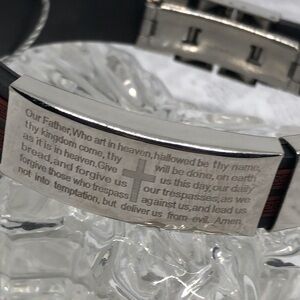 Our Father, Who art in heaven, hallowed be thy name,
thy kingdom come, thy will be done, on earth
as it is in heaven. Give us this day, our daily
bread, and forgive us our trespasses, as we
forgive those who trespass against us, and lead us
not into temptation, but deliver us from evil. Amen.